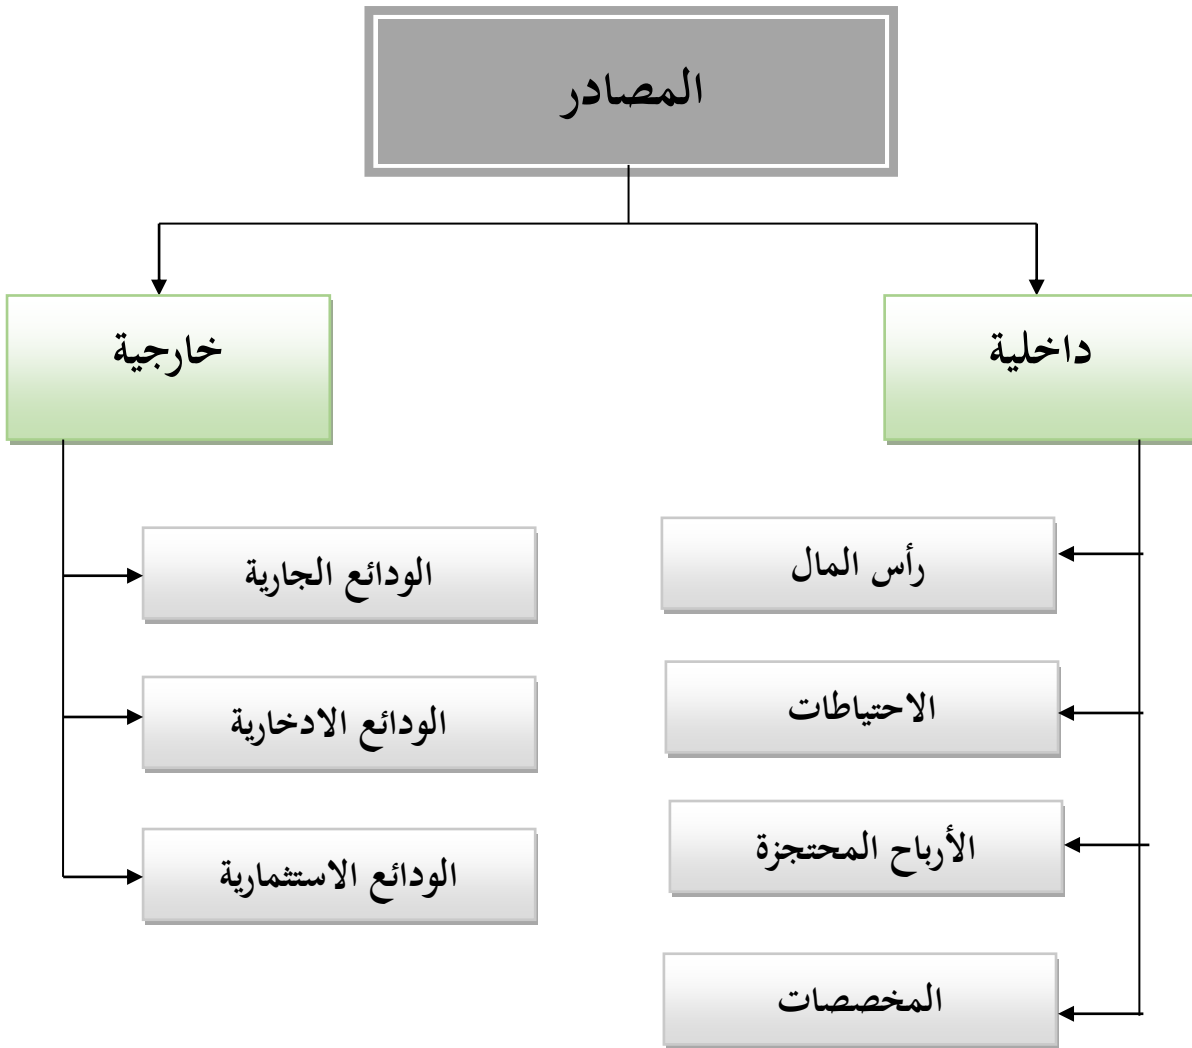 المصادر
داخلية
خارجية
رأس المال
الاحتياطات
الأرباح المحتجزة
المخصصات
الودائع الجارية
الودائع الادخارية
الودائع الاستثمارية